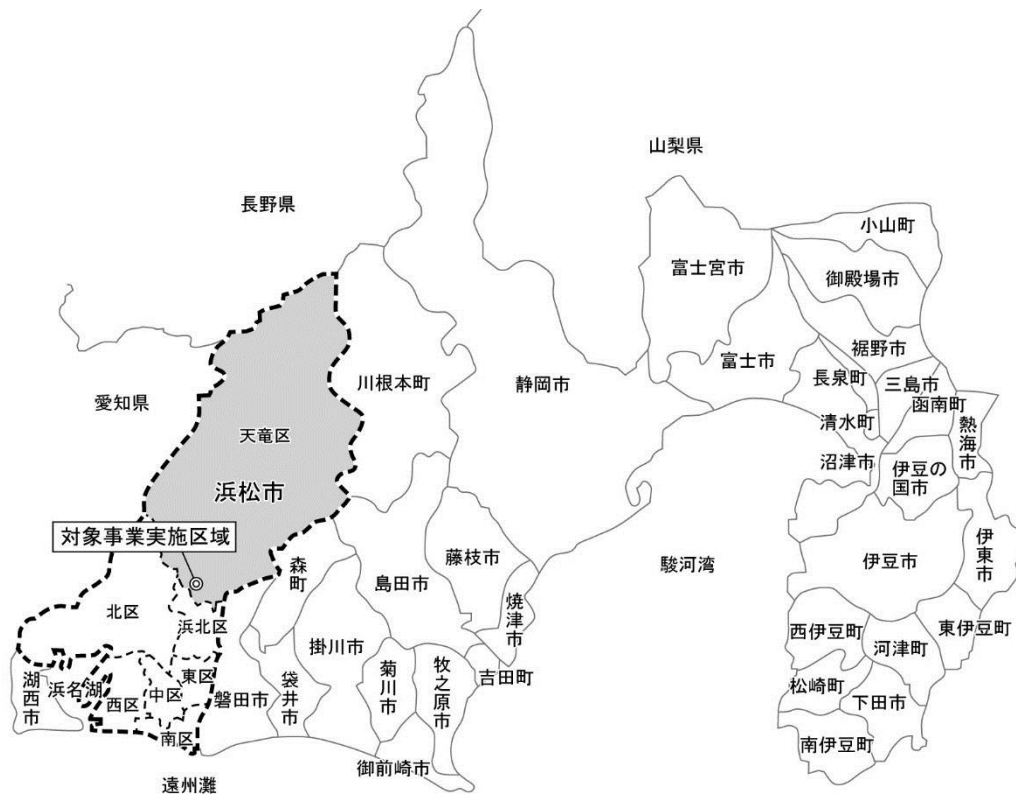 山梨県
長野県
小山町
富士宮市
御殿場市
裾野市
富士市
長泉町
三島市
函南町
川根本町
静岡市
愛知県
清水町
熱海市
天竜区
沼津市
伊豆の
国市
浜松市
対象事業実施区域
藤枝市
駿河湾
伊豆市
伊東市
森町
島田市
北区
浜北区
焼津市
掛川市
西伊豆町
河津町
東伊豆町
湖西市
浜名湖
西区
中区
東区
磐田市
袋井市
菊川市
牧之原市
吉田町
松崎町
下田市
南区
南伊豆町
御前崎市
遠州灘